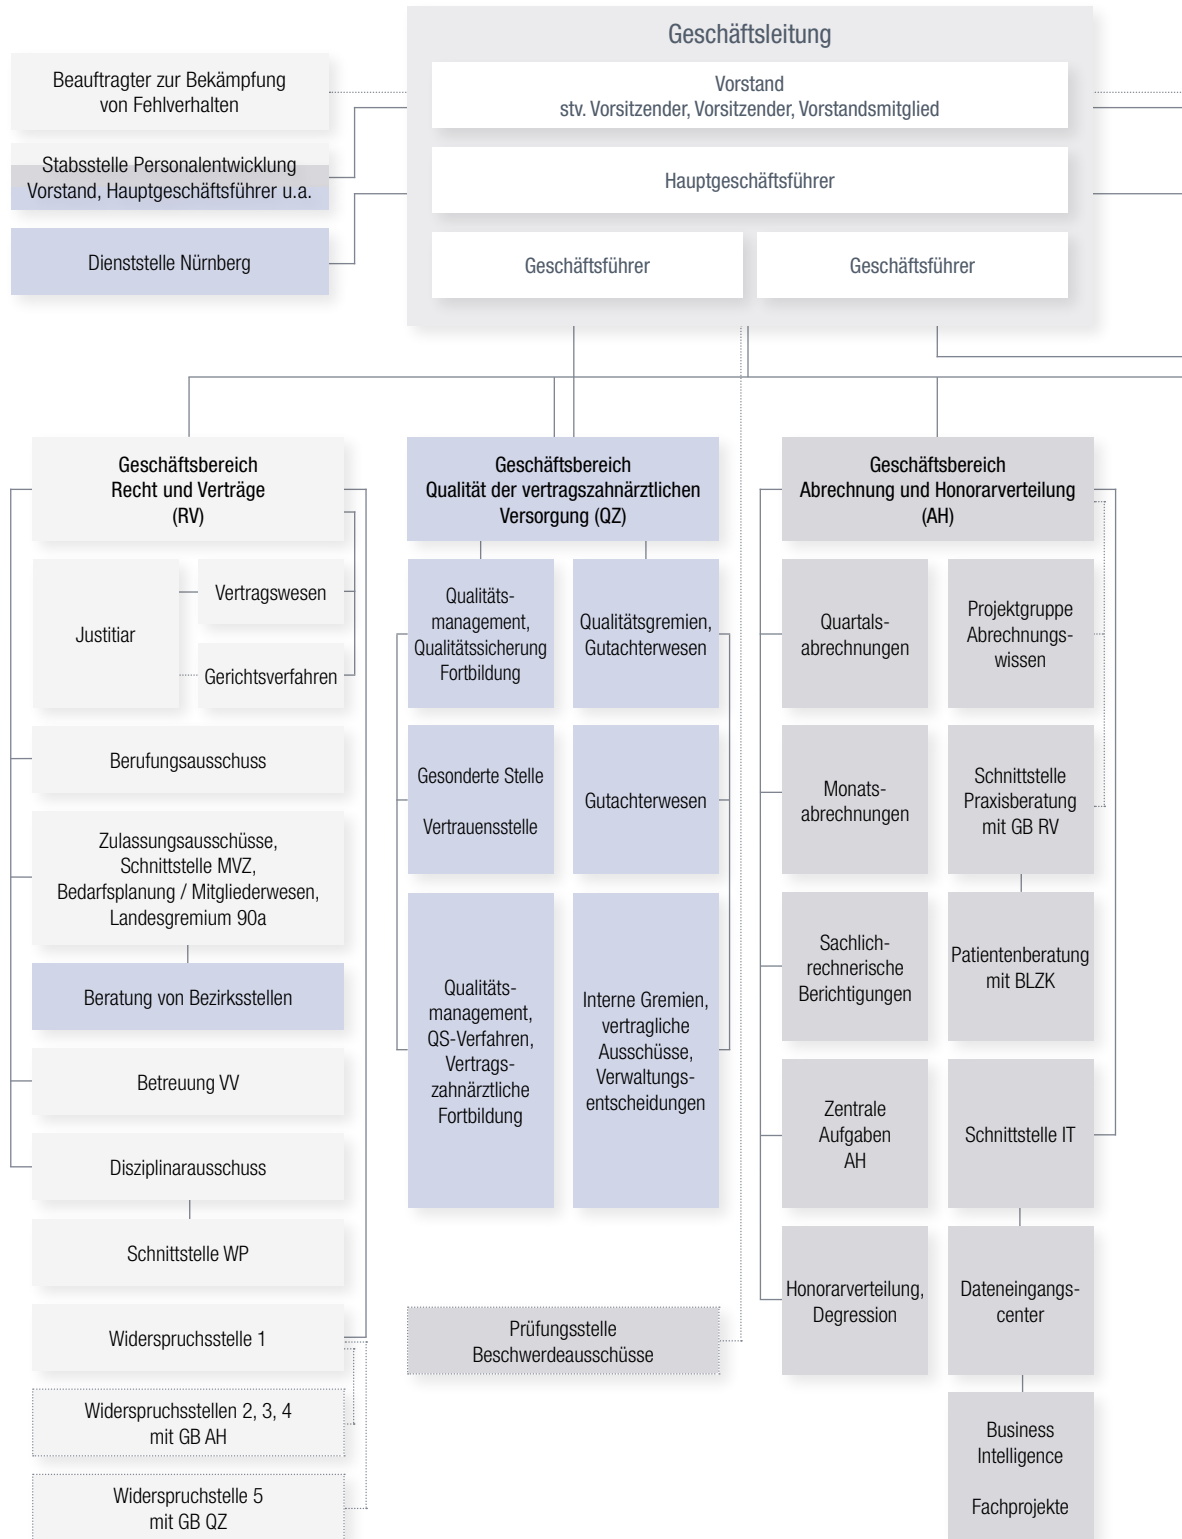 Geschäftsleitung
Vorstand
stv. Vorsitzender, Vorsitzender, Vorstandsmitglied
Hauptgeschäftsführer
Geschäftsführer
Geschäftsführer
Beauftragter zur Bekämpfung
von Fehlverhalten
Stabsstelle Personalentwicklung
Vorstand, Hauptgeschäftsführer u.a.
Dienststelle Nürnberg
Geschäftsbereich
Recht und Verträge
(RV)
Justitiar
Vertragswesen
Gerichtsverfahren
Berufungsausschuss
Zulassungsausschüsse,
Schnittstelle MVZ,
Bedarfsplanung / Mitgliederwesen,
Landesgremium 90a
Beratung von Bezirksstellen
Betreuung VV
Disziplinarausschuss
Schnittstelle WP
Widerspruchsstelle 1
Widerspruchsstellen 2, 3, 4
mit GB AH
Widerspruchstelle 5
mit GB QZ
Geschäftsbereich
Qualität der vertragszahnärztlichen
Versorgung (QZ)
Qualitäts-
management,
Qualitätssicherung
Fortbildung
Gesonderte Stelle
Vertrauensstelle
Qualitäts-
management,
QS-Verfahren,
Vertrags-
zahnärztliche
Fortbildung
Qualitätsgremien,
Gutachterwesen
Gutachterwesen
Interne Gremien,
vertragliche
Ausschüsse,
Verwaltungs-
entscheidungen
Prüfungsstelle
Beschwerdeausschüsse
Geschäftsbereich
Abrechnung und Honorarverteilung
(AH)
Quartals-
abrechnungen
Monats-
abrechnungen
Sachlich-
rechnerische
Berichtigungen
Zentrale
Aufgaben
AH
Honorarverteilung,
Degression
Projektgruppe
Abrechnungs-
wissen
Schnittstelle
Praxisberatung
mit GB RV
Patientenberatung
mit BLZK
Schnittstelle IT
Dateneingangs-
center
Business
Intelligence
Fachprojekte